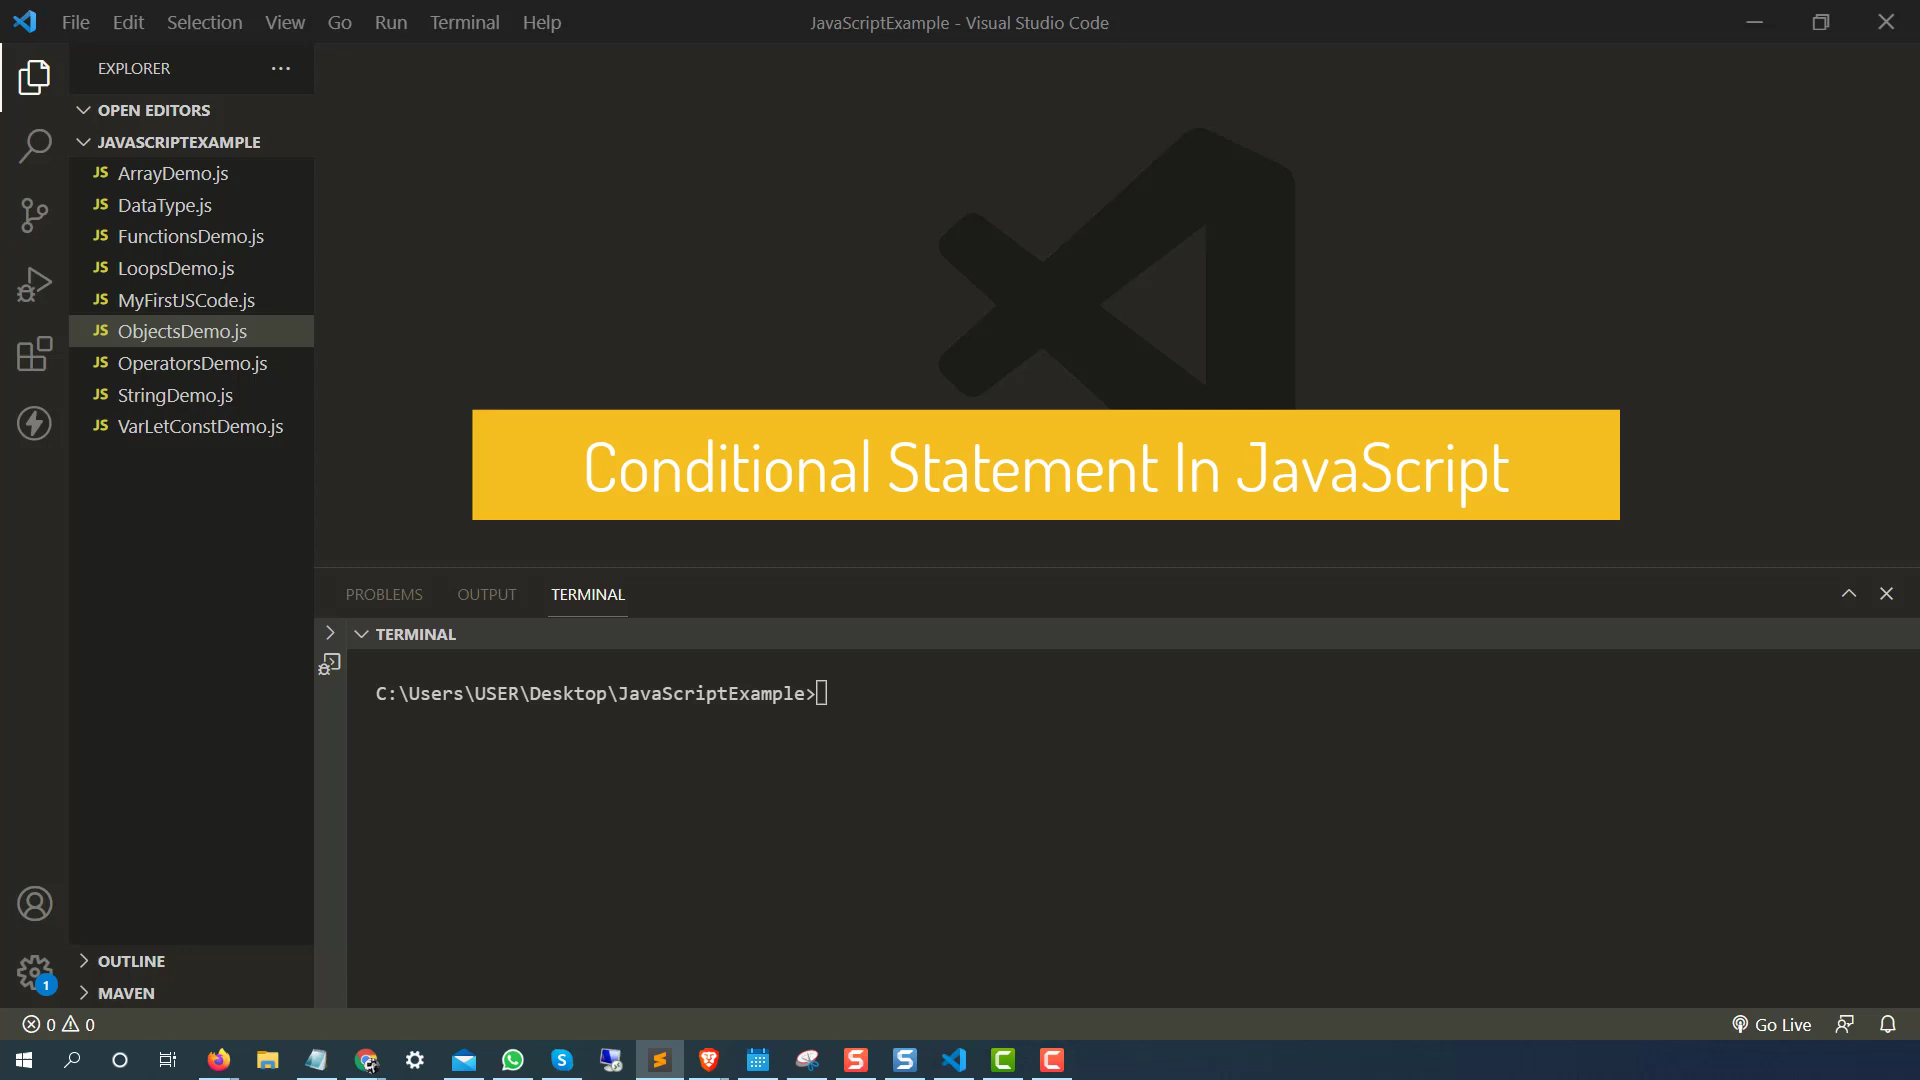 File Edit Selection View Go Run Terminal Help
JavaScriptExample - Visual Studio Code
EXPLORER
OPEN EDITORS
JAVASCRIPTEXAMPLE
JS ArrayDemo.js
JS DataType.js
JS FunctionsDemo.js
JS LoopsDemo.js
JS MyFirstJSCode.js
JS ObjectsDemo.js
JS OperatorsDemo.js
JS StringDemo.js
JS VarLetConstDemo.js
Conditional Statement In JavaScript
PROBLEMS OUTPUT TERMINAL
TERMINAL
C:\Users\USER\Desktop\JavaScriptExample>
OUTLINE
1
MAVEN
0 0
Go Live